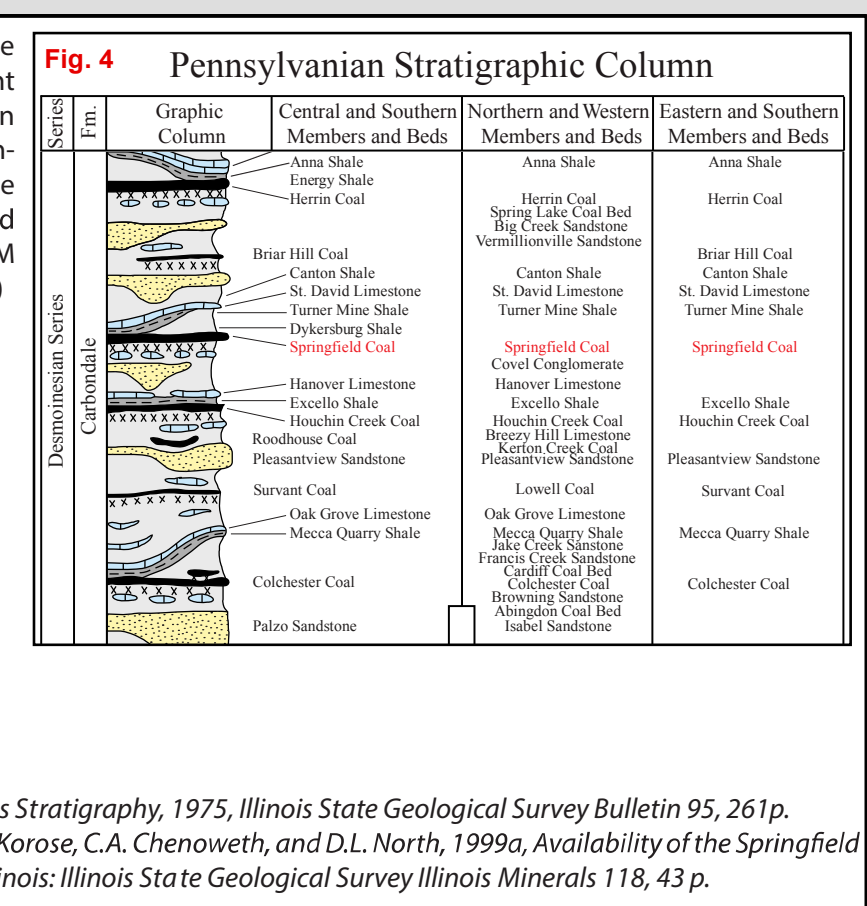 e
nt
n
n-
e
d
M
)
Fig. 4
Pennsylvanian Stratigraphic Column
Series
Fm.
Graphic
Column
Central and Southern
Members and Beds
Northern and Western
Members and Beds
Eastern and Southern
Members and Beds
Desmoinesian Series
Carbondale
Anna Shale
Energy Shale
Herrin Coal
Briar Hill Coal
Canton Shale
St. David Limestone
Turner Mine Shale
Dykersburg Shale
Springfield Coal
Hanover Limestone
Excello Shale
Houchin Creek Coal
Roodhouse Coal
Pleasantview Sandstone
Survant Coal
Oak Grove Limestone
Mecca Quarry Shale
Colchester Coal
Palzo Sandstone
Anna Shale
Herrin Coal
Spring Lake Coal Bed
Big Creek Sandstone
Vermillionville Sandstone
Canton Shale
St. David Limestone
Turner Mine Shale
Springfield Coal
Covel Conglomerate
Hanover Limestone
Excello Shale
Houchin Creek Coal
Breezy Hill Limestone
Kerton Creek Coal
Pleasantview Sandstone
Lowell Coal
Oak Grove Limestone
Mecca Quarry Shale
Jake Creek Sanstone
Francis Creek Sandstone
Cardiff Coal Bed
Colchester Coal
Browning Sandstone
Abingdon Coal Bed
Isabel Sandstone
Anna Shale
Herrin Coal
Briar Hill Coal
Canton Shale
St. David Limestone
Turner Mine Shale
Springfield Coal
Excello Shale
Houchin Creek Coal
Pleasantview Sandstone
Survant Coal
Mecca Quarry Shale
Colchester Coal
s Stratigraphy, 1975, Illinois State Geological Survey Bulletin 95, 261p.
Korose, C.A. Chenoweth, and D.L. North, 1999a, Availability of the Springfield
linois: Illinois State Geological Survey Illinois Minerals 118, 43 p.